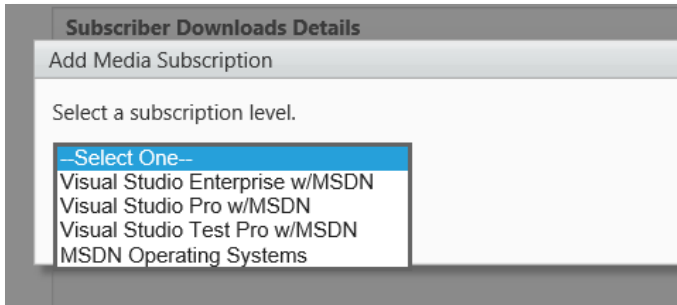 Subscriber Downloads Details
Add Media Subscription
Select a subscription level.
--Select One--
Visual Studio Enterprise w/MSDN
Visual Studio Pro w/MSDN
Visual Studio Test Pro w/MSDN
MSDN Operating Systems